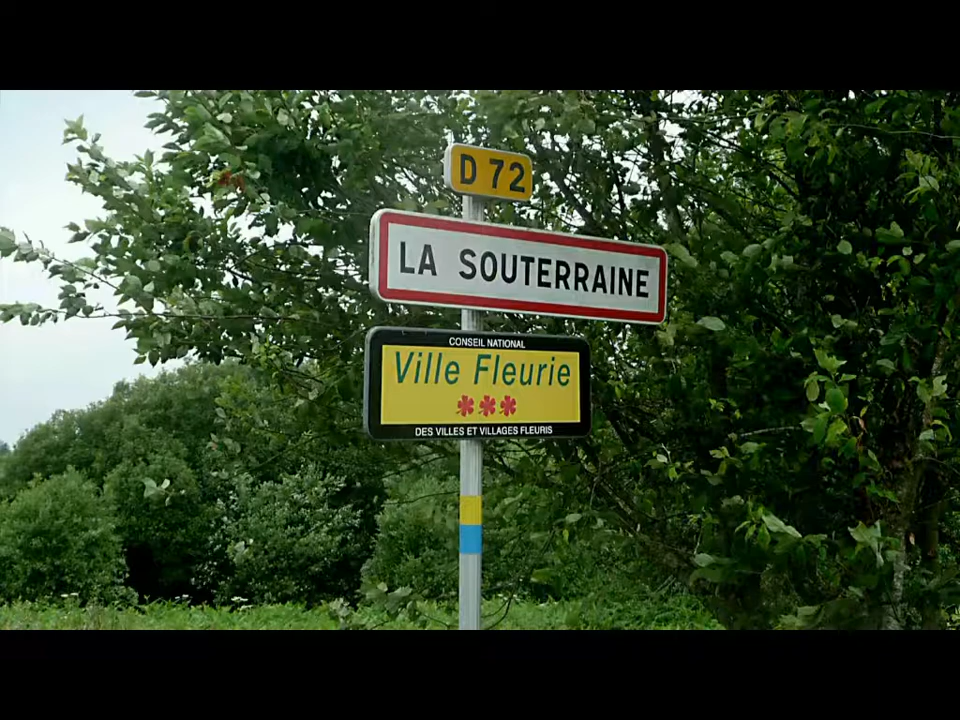 D 72
LA SOUTERRAINE
CONSEIL NATIONAL
Ville Fleurie
DES VILLES ET VILLAGES FLEURIS